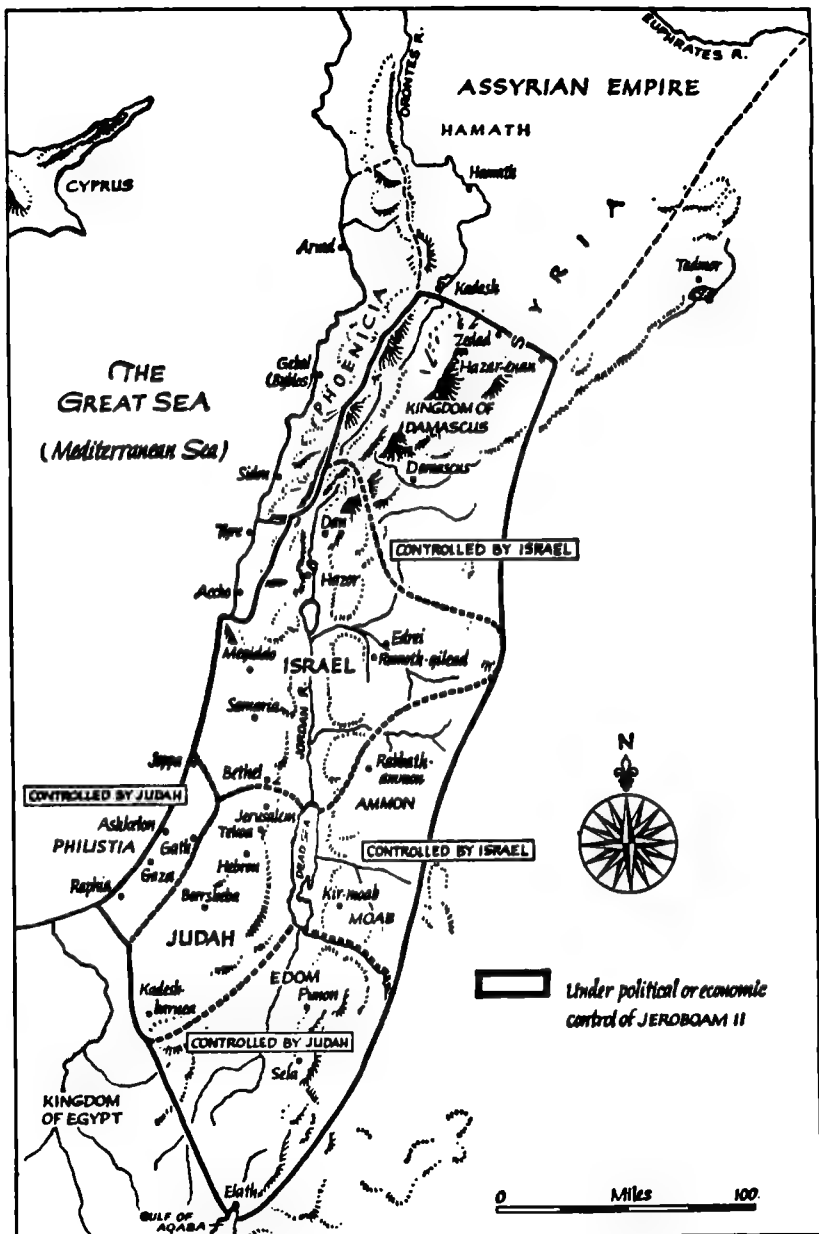 EUPHRATES R.
ORONTES R.
ASSYRIAN EMPIRE
HAMATH
Hamath
CYPRUS
SYRIA
Arvad
Tadmor
Kadesh
PHOENICIA
Zedad
Hazar-enan
Gebal
(Byblos)
THE
GREAT SEA
(Mediterranean Sea)
KINGDOM OF
DAMASCUS
Damascus
Sidon
Tyre
Dan
CONTROLLED BY ISRAEL
Hazor
Accho
Edrei
Ramoth-gilead
Megiddo
ISRAEL
Samaria
JORDAN R.
N
Joppa
Bethel
Rabbath-
ammon
AMMON
CONTROLLED BY JUDAH
Jerusalem
Tekoa
Ashkelon
PHILISTIA
Gath
Gaza
Hebron
DEAD SEA
CONTROLLED BY ISRAEL
Raphia
Beersheba
Kir-moab
MOAB
JUDAH
EDOM
Kadesh-
barnea
Punon
Under political or economic
control of JEROBOAM II
CONTROLLED BY JUDAH
Sela
KINGDOM
OF EGYPT
Elath
GULF OF
AQABA
0 Miles 100